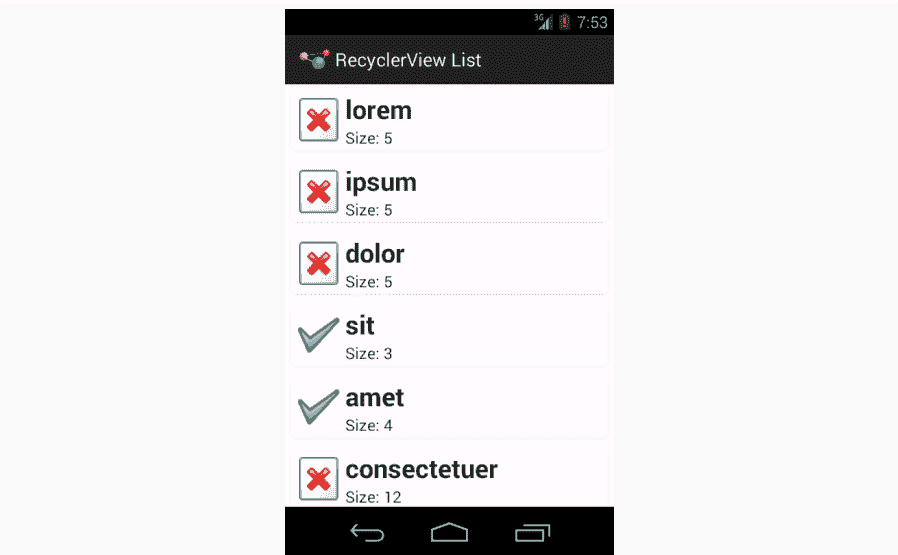 3G 7:53
RecyclerView List
lorem
Size: 5
ipsum
Size: 5
dolor
Size: 5
sit
Size: 3
amet
Size: 4
consectetuer
Size: 12